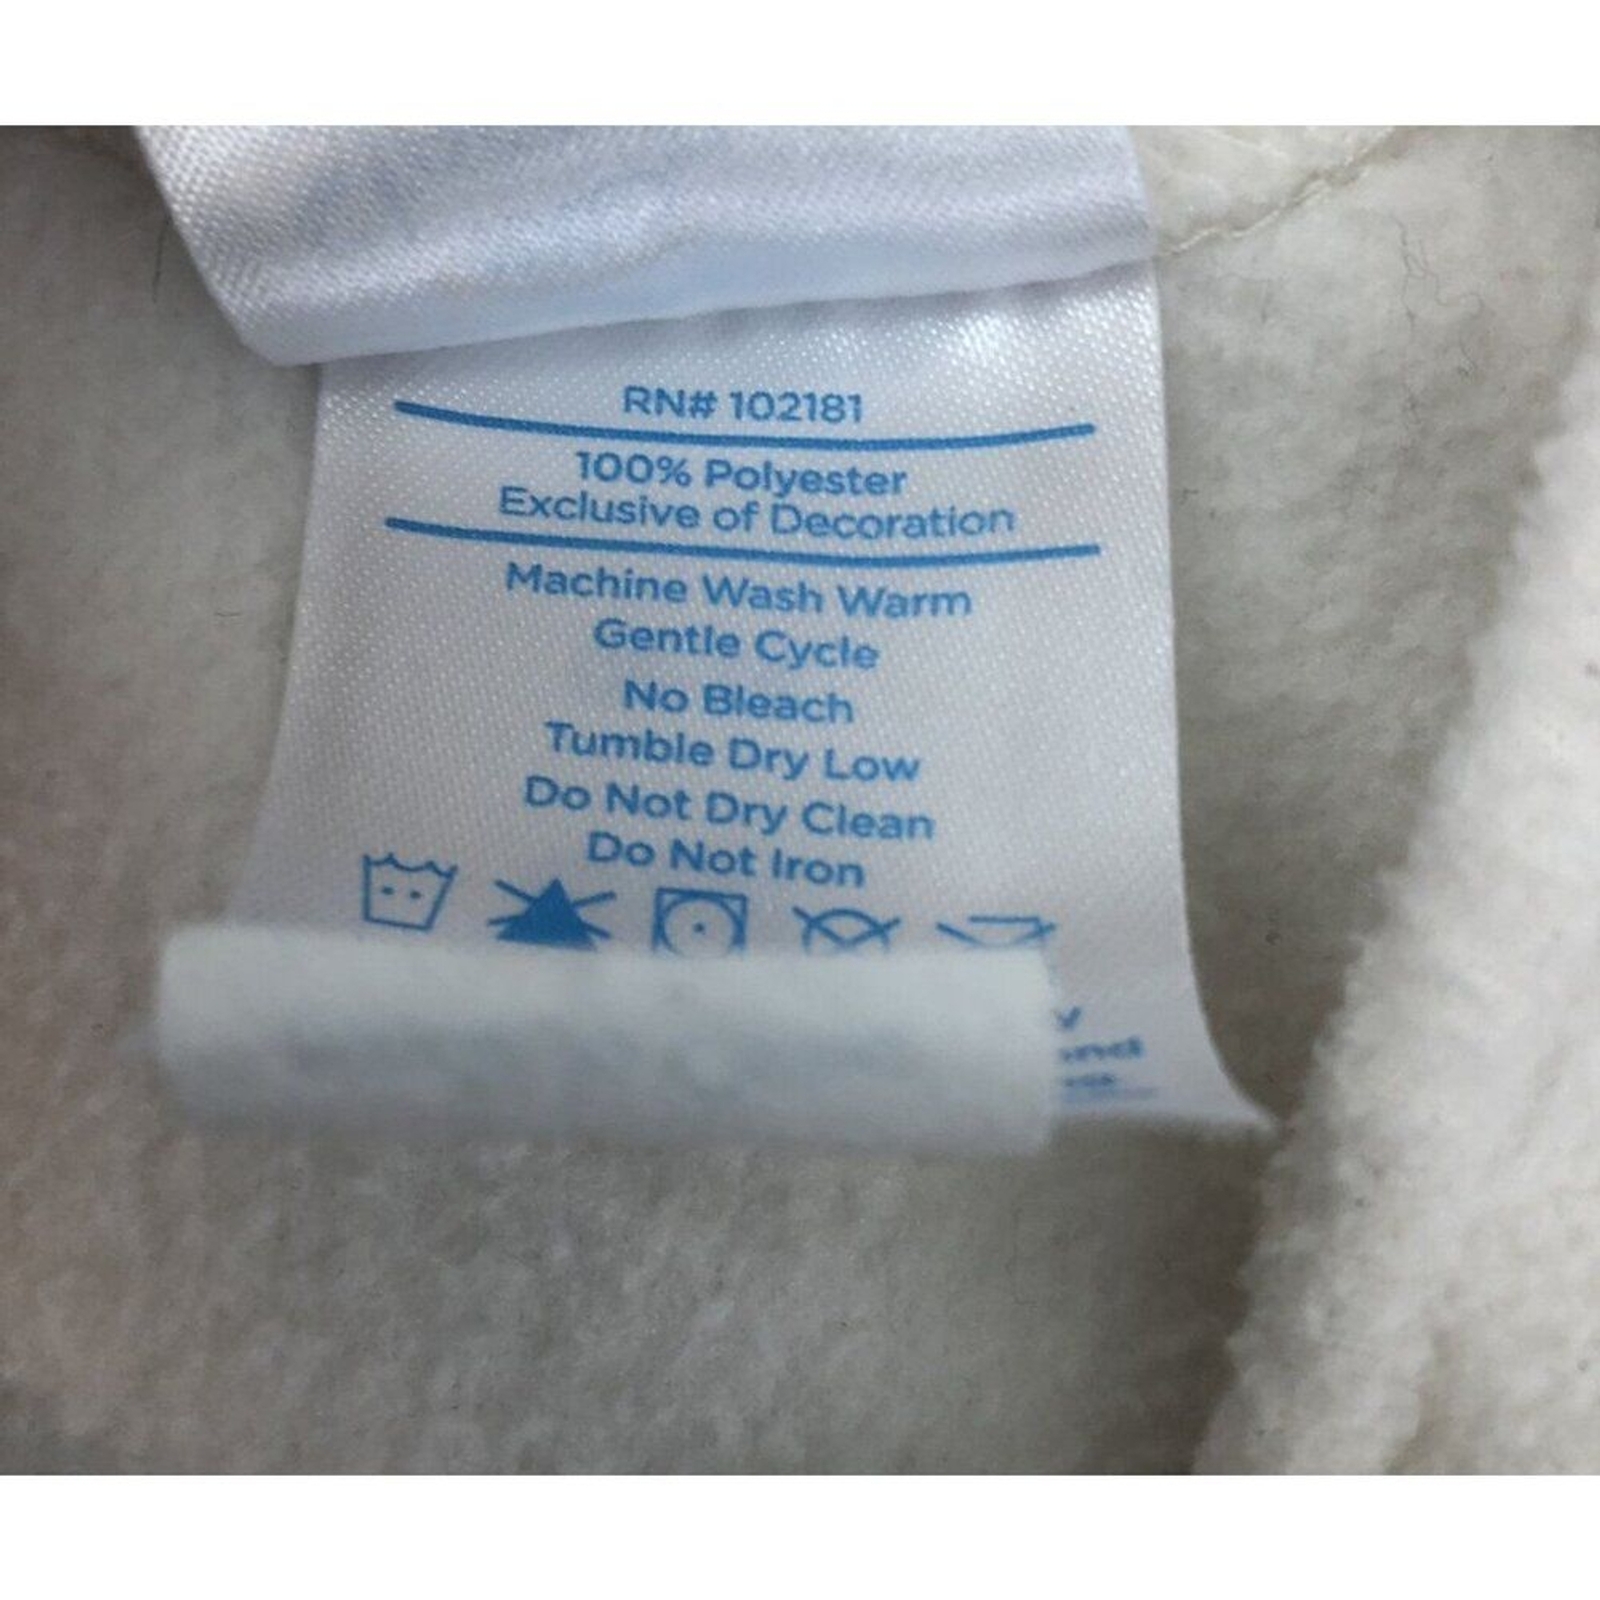 RN# 102181
100% Polyester
Exclusive of Decoration
Machine Wash Warm
Gentle Cycle
No Bleach
Tumble Dry Low
Do Not Dry Clean
Do Not Iron